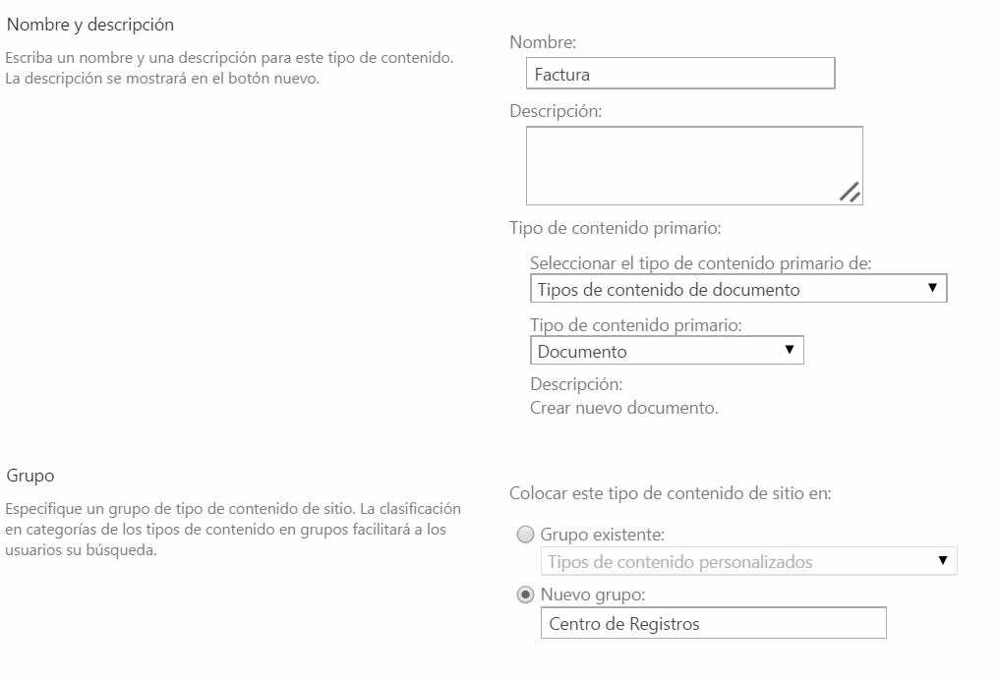 Nombre y descripción
Escriba un nombre y una descripción para este tipo de contenido.
La descripción se mostrará en el botón nuevo.
Nombre:
Factura
Descripción:
Tipo de contenido primario:
Seleccionar el tipo de contenido primario de:
Tipos de contenido de documento
Tipo de contenido primario:
Documento
Descripción:
Crear nuevo documento.
Grupo
Especifique un grupo de tipo de contenido de sitio. La clasificación
en categorías de los tipos de contenido en grupos facilitará a los
usuarios su búsqueda.
Colocar este tipo de contenido de sitio en:
Grupo existente:
Tipos de contenido personalizados
Nuevo grupo:
Centro de Registros